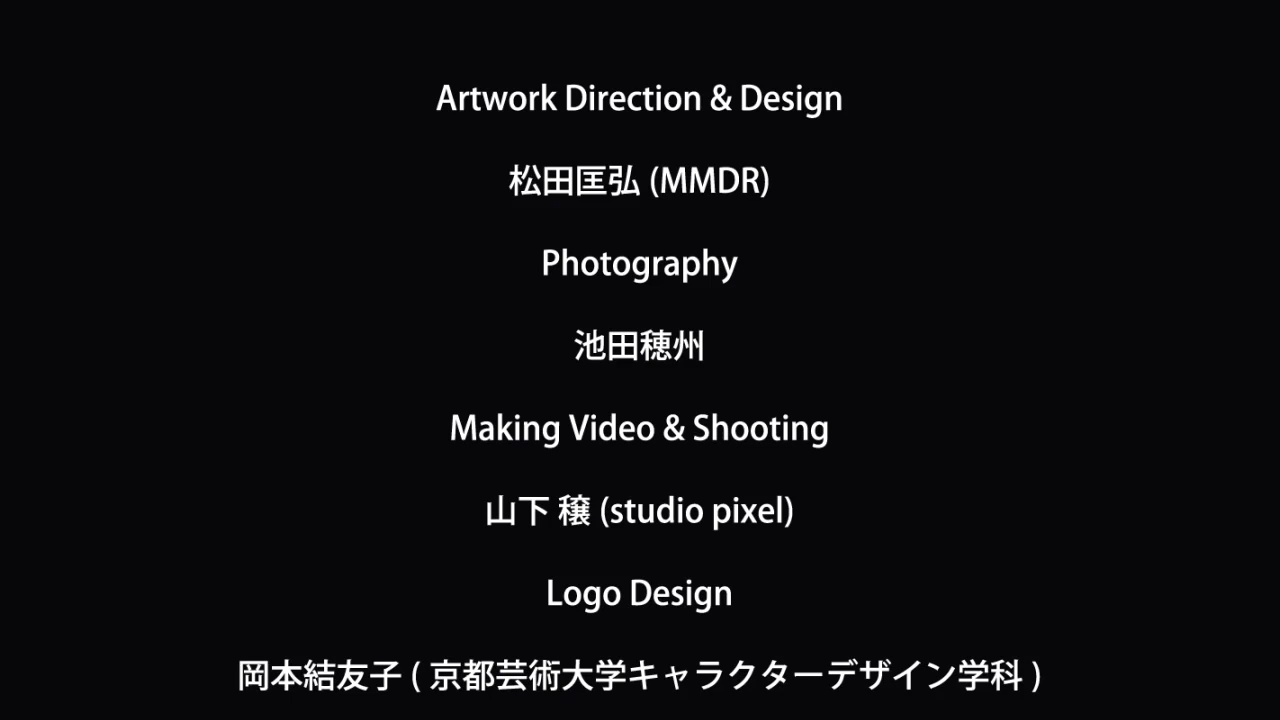 Artwork Direction & Design
松田匡弘 (MMDR)
Photography
池田穂州
Making Video & Shooting
山下 穣 (studio pixel)
Logo Design
岡本結友子 ( 京都芸術大学キャラクターデザイン学科 )